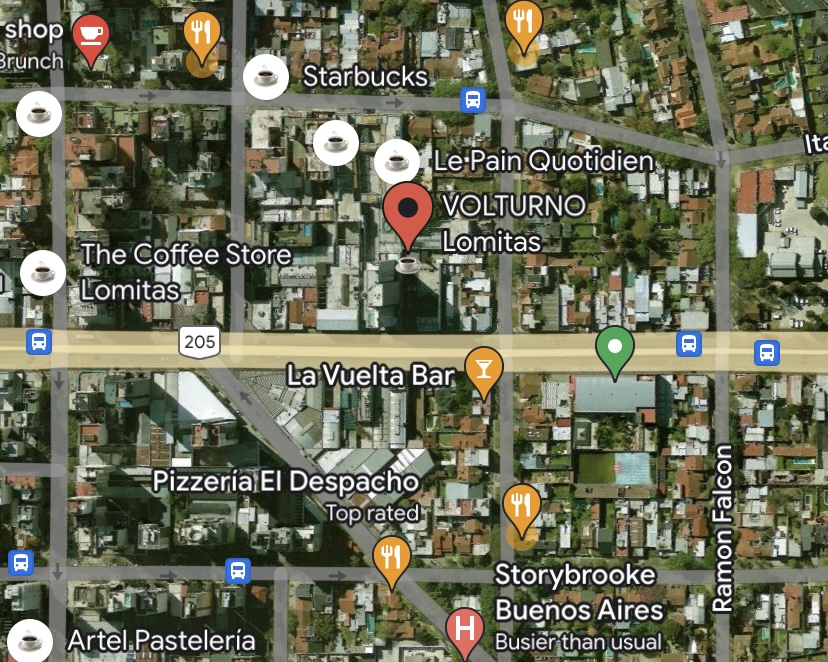 shop
Brunch
Starbucks
Ita
Le Pain Quotidien
VOLTURNO
Lomitas
The Coffee Store
Lomitas
205
La Vuelta Bar
Pizzería El Despacho
Top rated
Ramon Falcon
Storybrooke
Buenos Aires
Busier than usual
H
Artel Pastelería